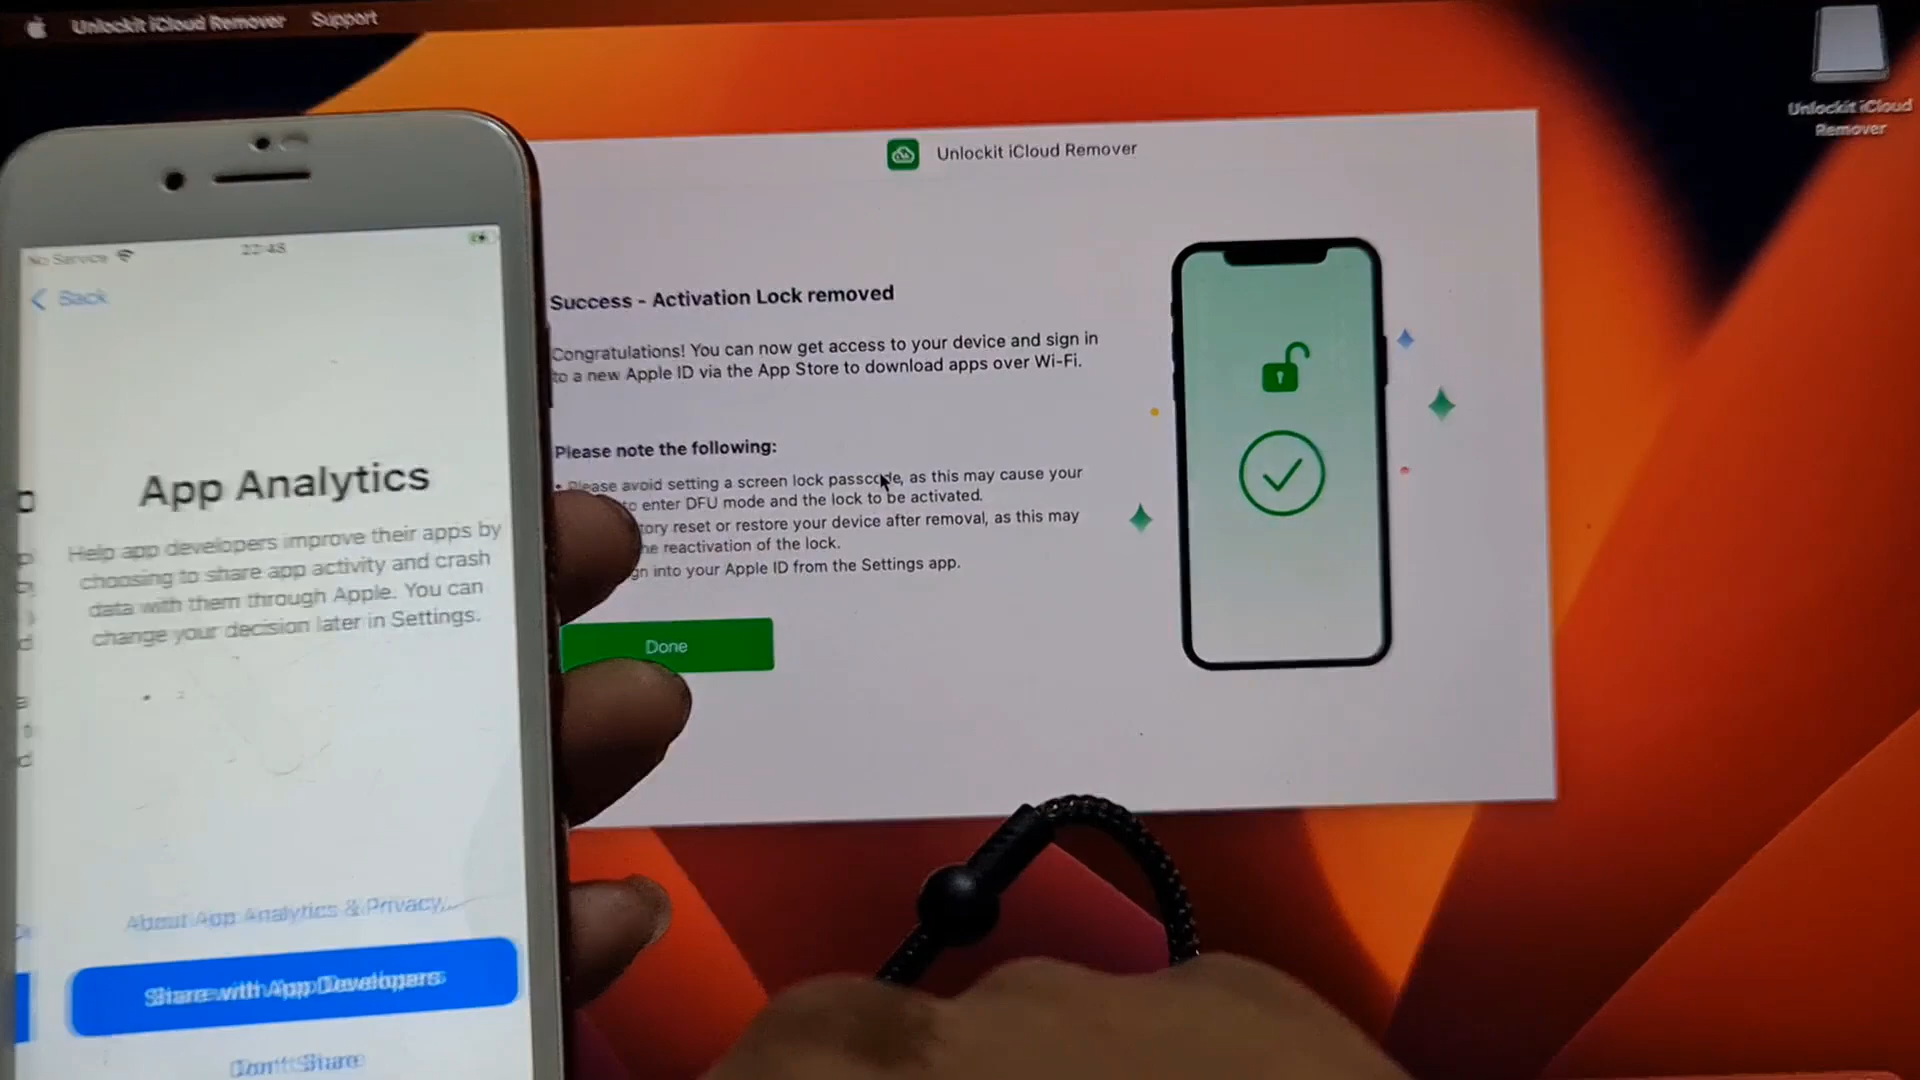 Unlockit iCloud Remover Support
Unlockit iCloud
Remover
Unlockit iCloud Remover
No Service
22:48
Back
App Analytics
Help app developers improve their apps by
choosing to share app activity and crash
data with them through Apple. You can
change your decision later in Settings.
About App Analytics & Privacy...
Share with App Developers
Don't Share
Success - Activation Lock removed
Congratulations! You can now get access to your device and sign in
to a new Apple ID via the App Store to download apps over Wi-Fi.
Please note the following:
• Please avoid setting a screen lock passcode, as this may cause your
to enter DFU mode and the lock to be activated.
reset or restore your device after removal, as this may
reactivation of the lock.
into your Apple ID from the Settings app.
Done